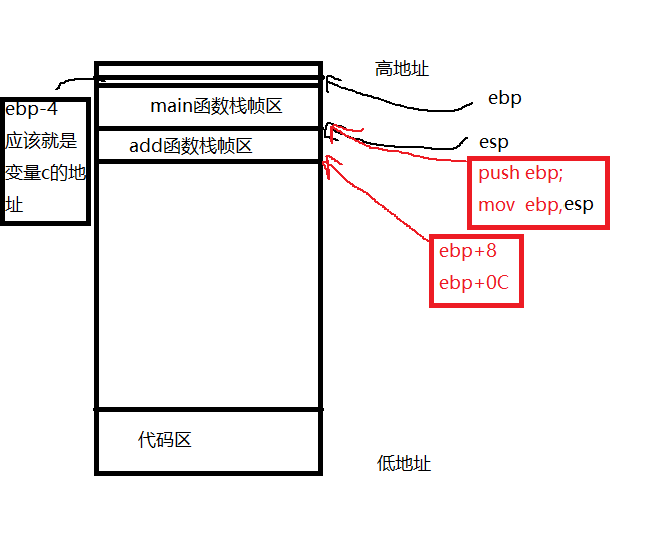 高地址
ebp
ebp-4
应该就是
变量c的地
址
main函数栈帧区
add函数栈帧区
esp
push ebp;
mov ebp,esp
ebp+8
ebp+0C
代码区
低地址